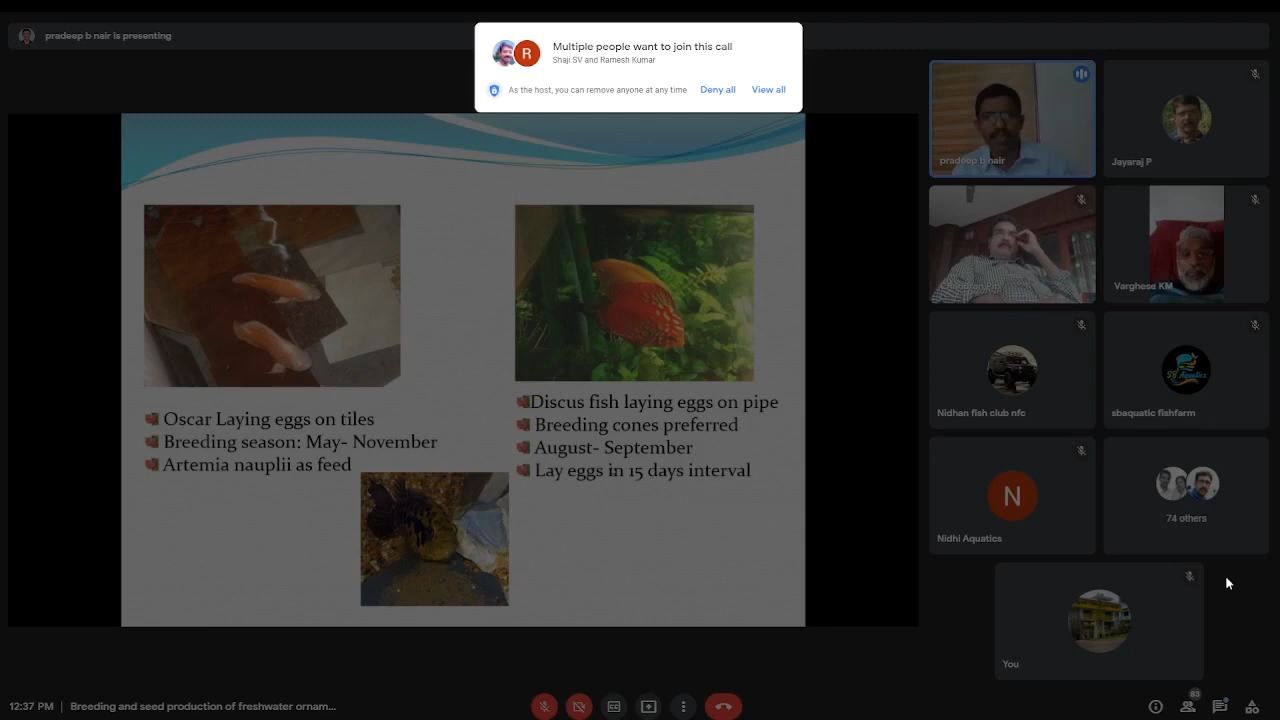 pradeep b nair is presenting
Multiple people want to join this call
Shaji SV and Ramesh Kumar
R
As the host, you can remove anyone at any time
Deny all
View all
Oscar Laying eggs on tiles
Breeding season: May- November
Artemia nauplii as feed
Discus fish laying eggs on pipe
Breeding cones preferred
August- September
Lay eggs in 15 days interval
pradeep b nair
Jayaraj P
Varghese KM
Nidhan fish club nfc
sbaquatic fishfarm
N
Nidhi Aquatics
74 others
You
12:37 PM | Breeding and seed production of freshwater ornam...
83